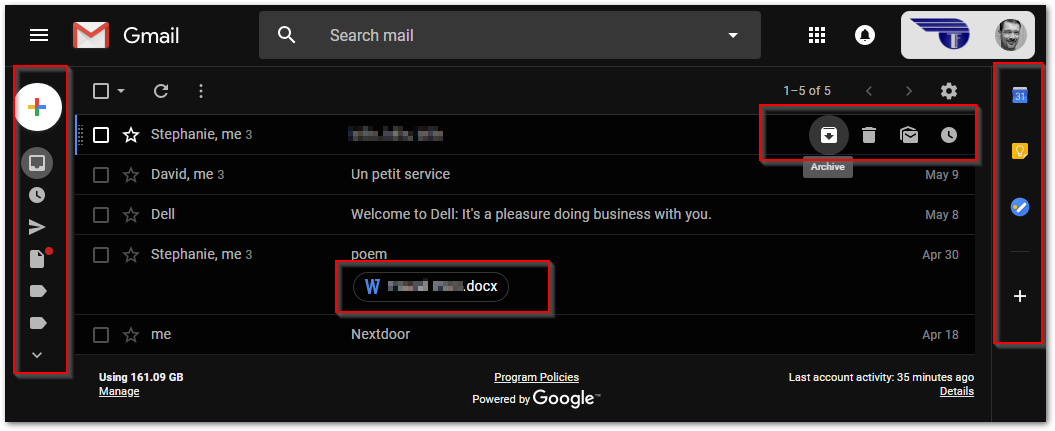 Gmail
Search mail
1–5 of 5
31
Stephanie, me 3
Archive
David, me 3 Un petit service May 9
Dell Welcome to Dell: It's a pleasure doing business with you. May 8
Stephanie, me 3 poem Apr 30
.docx
me Nextdoor Apr 18
Using 161.09 GB Program Policies Last account activity: 35 minutes ago
Manage Powered by Google™ Details